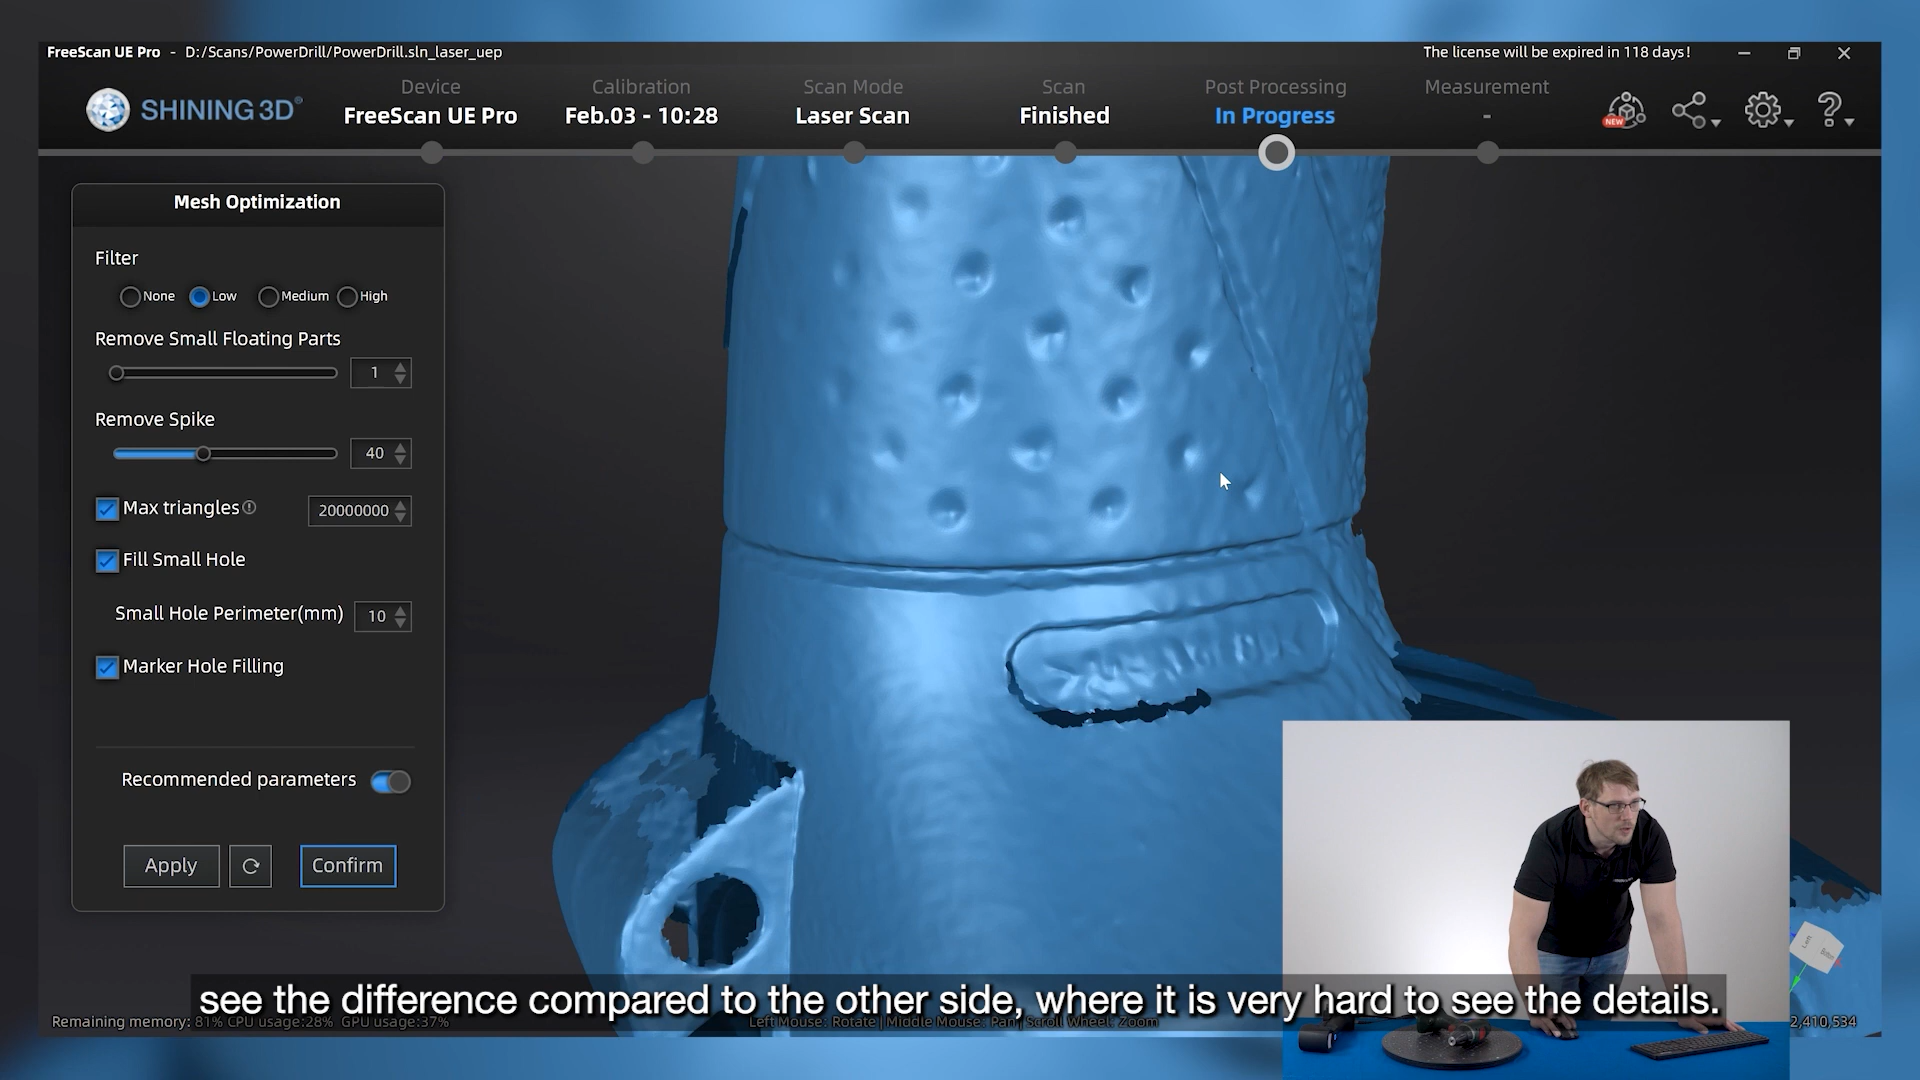 FreeScan UE Pro - D:/Scans/PowerDrill/PowerDrill.sln_laser_uep
The license will be expired in 118 days!
SHINING 3D®
Device
FreeScan UE Pro
Calibration
Feb.03 - 10:28
Scan Mode
Laser Scan
Scan
Finished
Post Processing
In Progress
Measurement
-
NEW
Mesh Optimization
Filter
None Low Medium High
Remove Small Floating Parts
1
Remove Spike
40
Max triangles 20000000
Fill Small Hole
Small Hole Perimeter(mm) 10
Marker Hole Filling
Recommended parameters
Apply Confirm
Left
Bottom
see the difference compared to the other side, where it is very hard to see the details.
Remaining memory: 81% CPU usage:28% GPU usage:37%
Left Mouse: Rotate | Middle Mouse: Pan | Scroll Wheel: Zoom
2,410,534